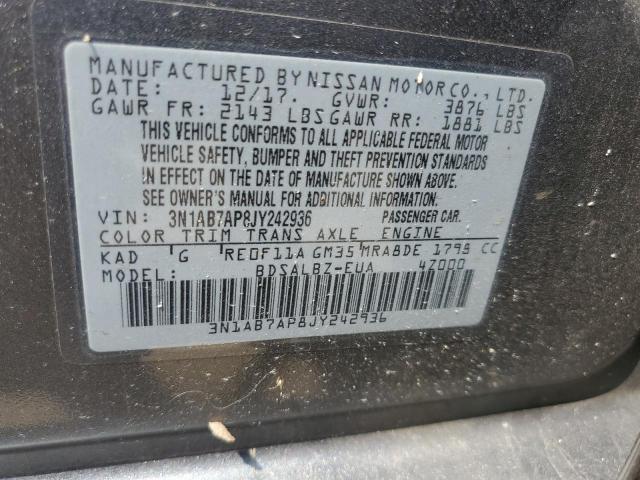 MANUFACTURED BY NISSAN MOTOR CO., LTD.
DATE: 12/17. GVWR: 3876 LBS
GAWR FR: 2143 LBS GAWR RR: 1881 LBS
THIS VEHICLE CONFORMS TO ALL APPLICABLE FEDERAL MOTOR
VEHICLE SAFETY, BUMPER AND THEFT PREVENTION STANDARDS
IN EFFECT ON THE DATE OF MANUFACTURE SHOWN ABOVE.
SEE OWNER'S MANUAL FOR ADDITIONAL INFORMATION
VIN: 3N1AB7AP8JY242936 PASSENGER CAR.
COLOR TRIM TRANS AXLE ENGINE
KAD G RE0F11A GM35 MRA8DE 1798 CC
MODEL: BDSALBZ-EUA 4Z000
3N1AB7AP8JY242936